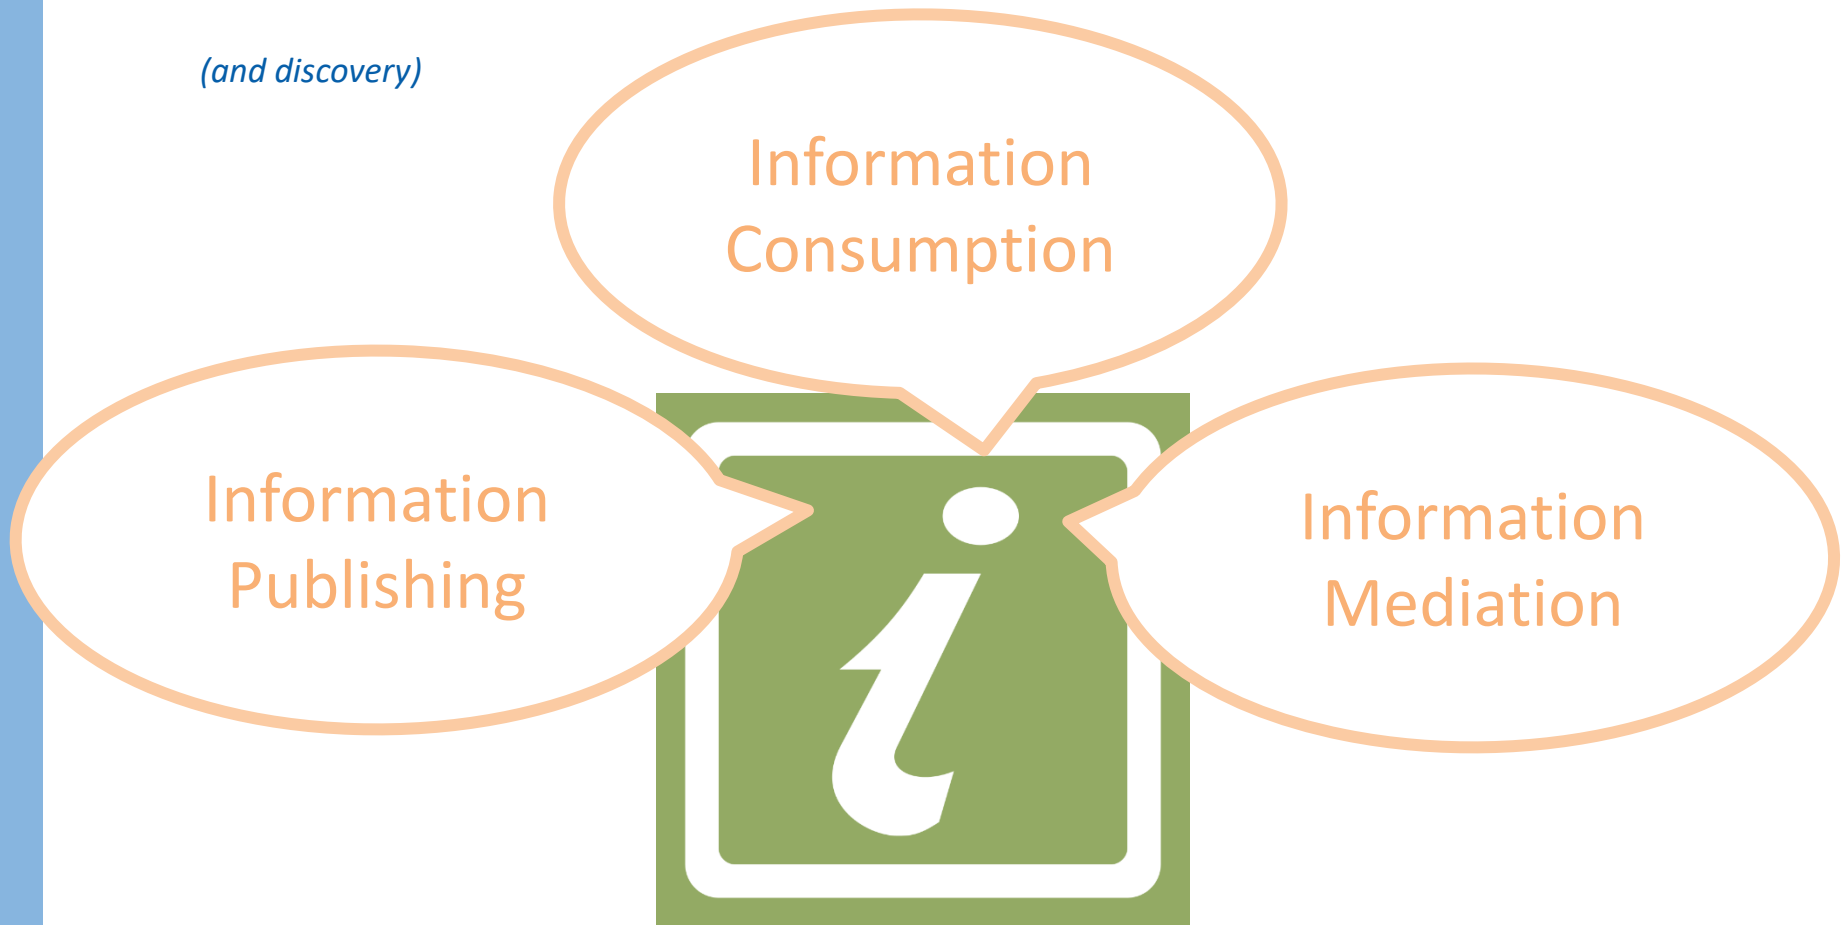 (and discovery)
Information
Consumption
Information
Publishing
Information
Mediation
i